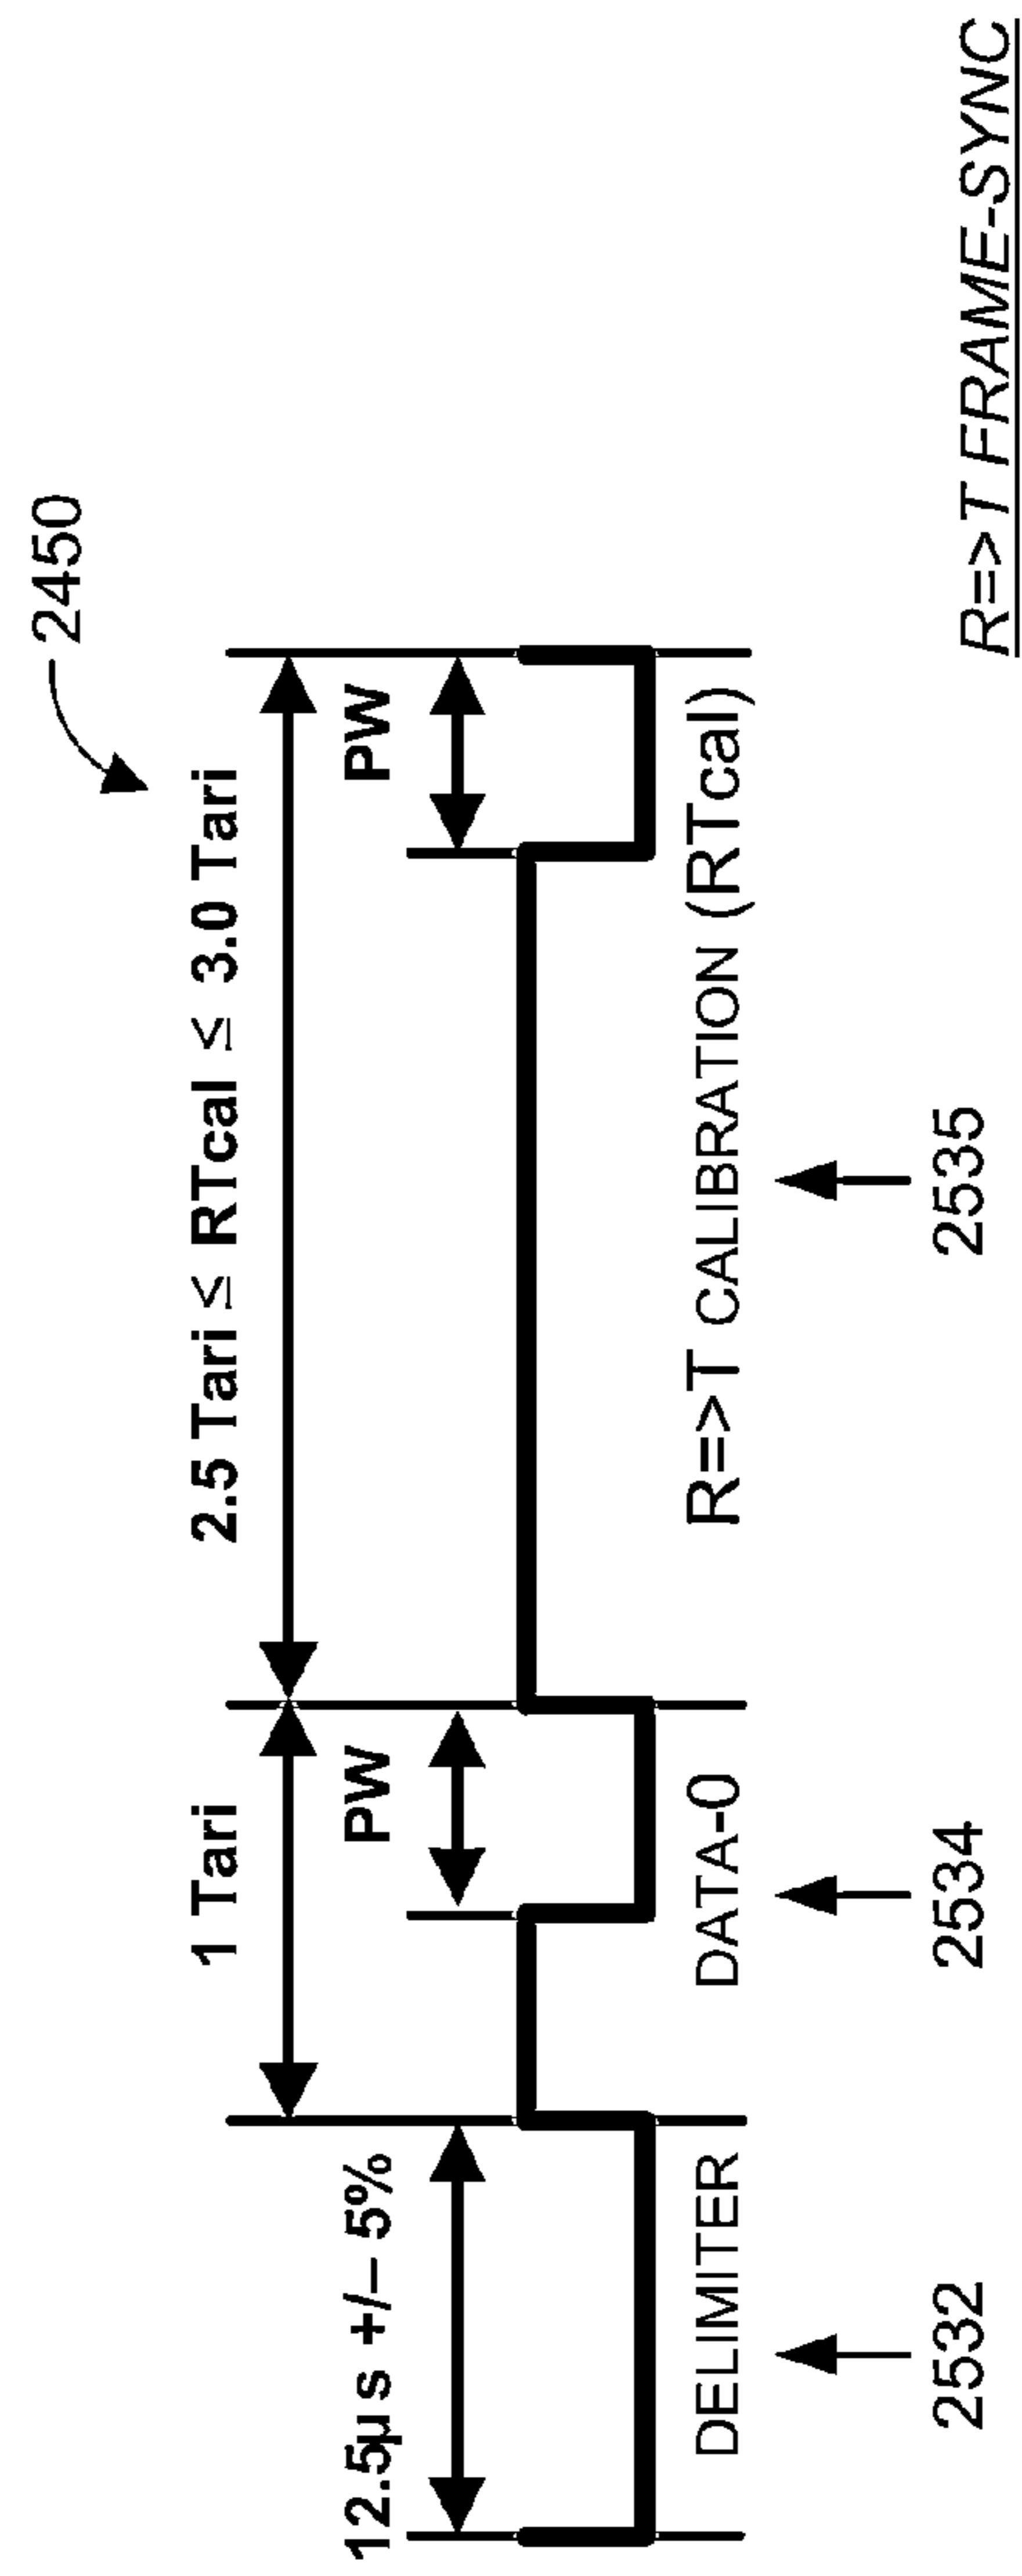 2450
1 Tari
2.5 Tari ≤ RTcal ≤ 3.0 Tari
12.5μs +/– 5%
PW
PW
DELIMITER
DATA-0
R=>T CALIBRATION (RTcal)
2532
2534
2535
R=>T FRAME-SYNC